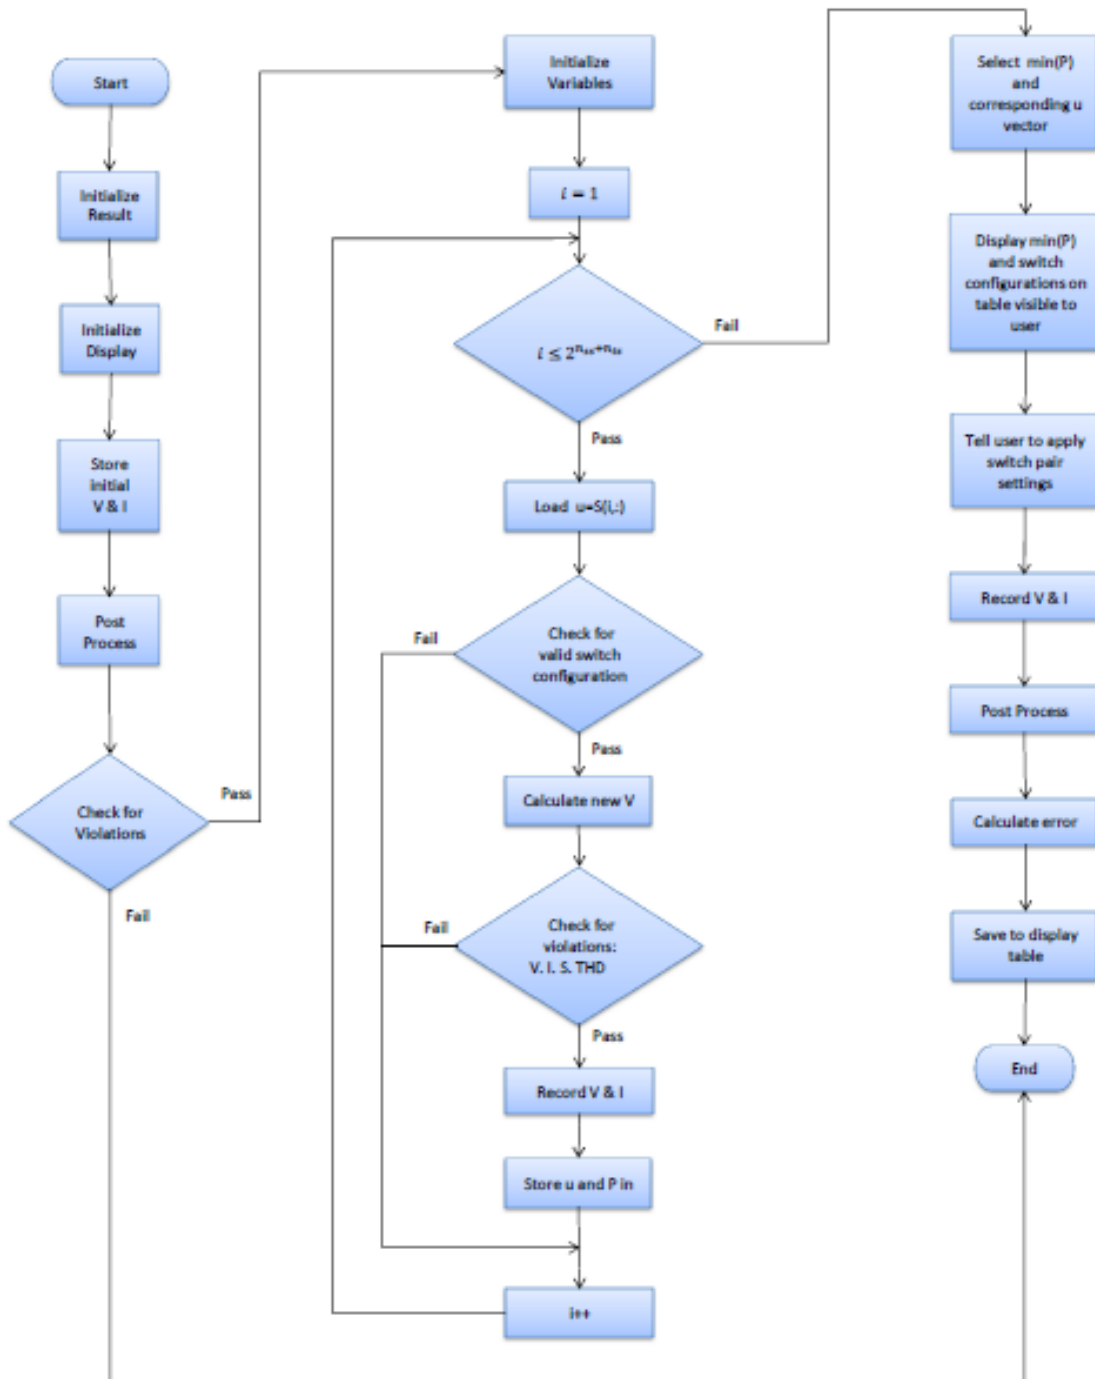 Start
Initialize
Result
Initialize
Display
Store
initial
V & I
Post
Process
Check for
Violations
Pass
Fail
Initialize
Variables
i = 1
i ≤ 2
Fail
Pass
Load u=S(i,:)
Check for
valid switch
configuration
Fail
Pass
Calculate new V
Check for
violations:
V. I. S. THD
Fail
Pass
Record V & I
Store u and P in
i++
Select min(P)
and
corresponding u
vector
Display min(P)
and switch
configurations on
table visible to
user
Tell user to apply
switch pair
settings
Record V & I
Post Process
Calculate error
Save to display
table
End